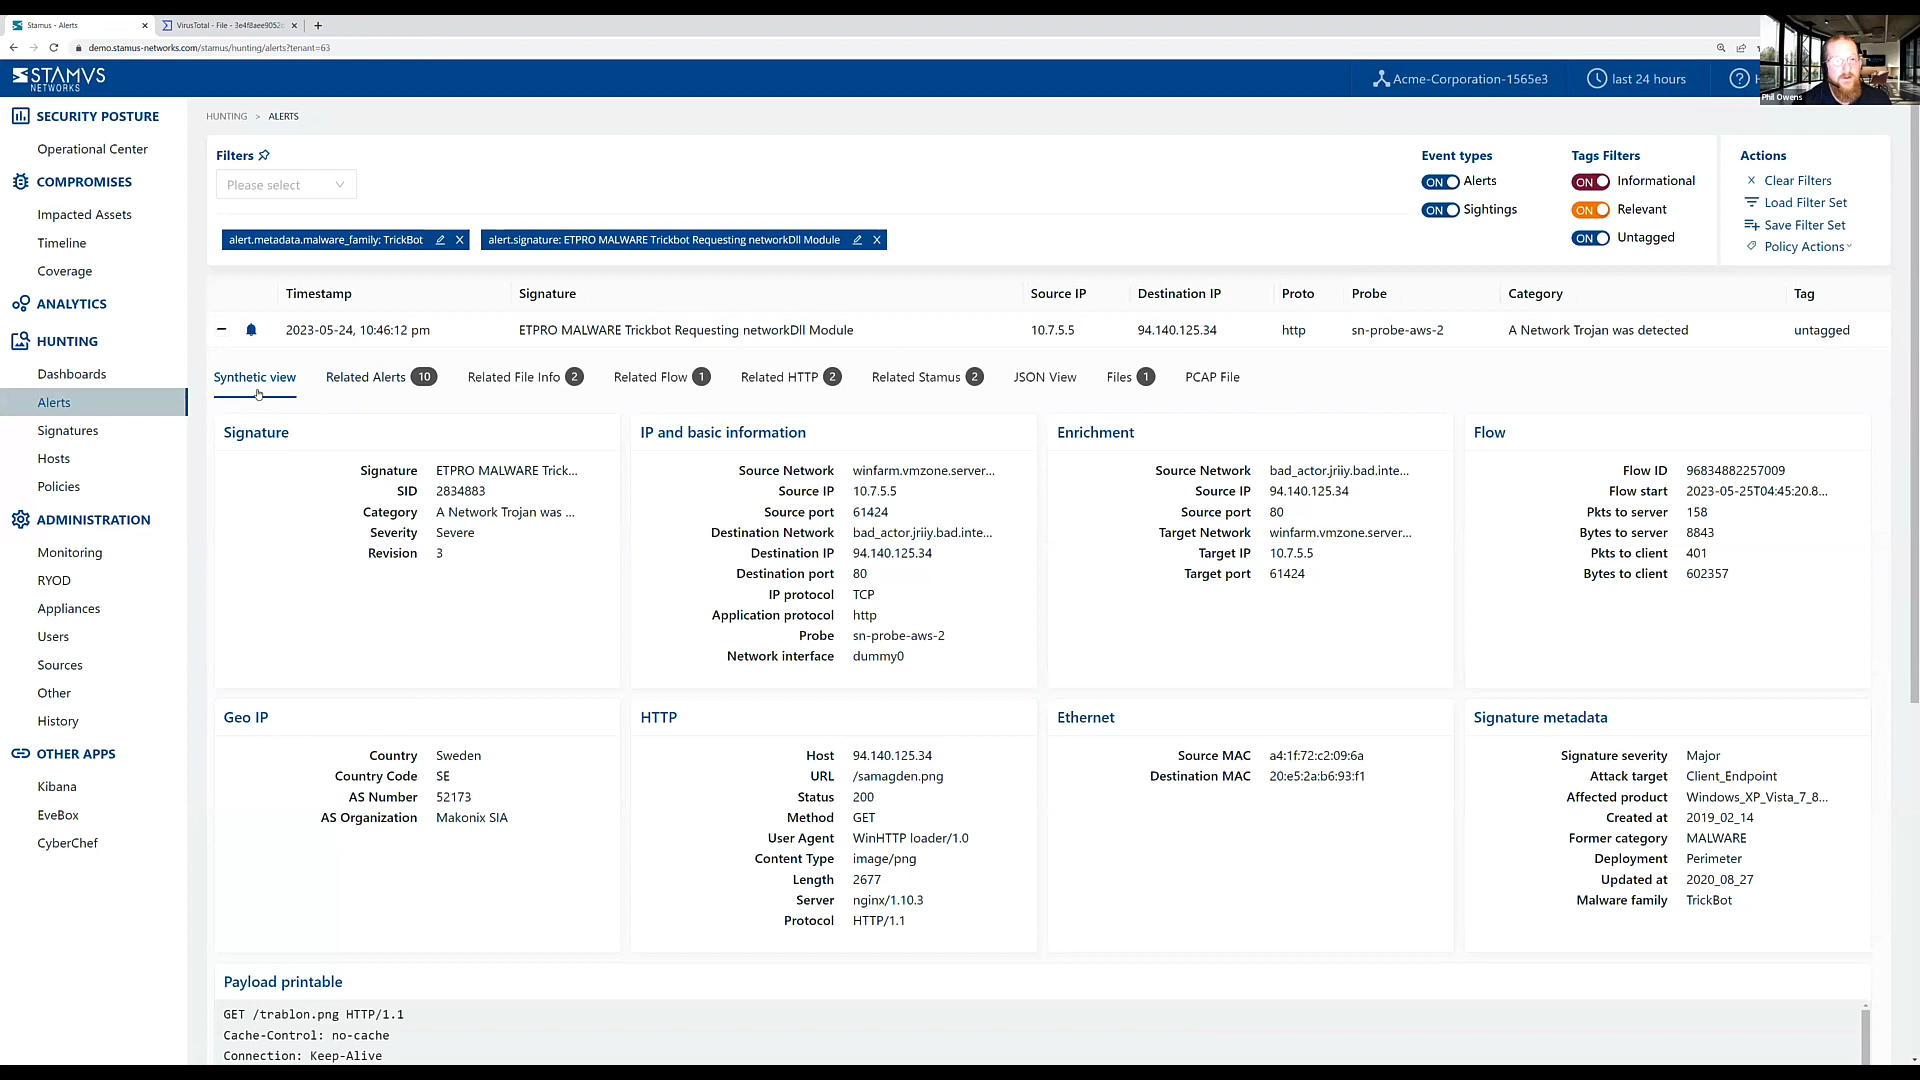 Stamus - Alerts
VirusTotal - File - 3e4f8aee9052
demo.stamus-networks.com/stamus/hunting/alerts?tenant=63
STAMVS
NETWORKS
Acme-Corporation-1565e3
last 24 hours
Phil Owens
SECURITY POSTURE
Operational Center
COMPROMISES
Impacted Assets
Timeline
Coverage
ANALYTICS
HUNTING
Dashboards
Alerts
Signatures
Hosts
Policies
ADMINISTRATION
Monitoring
RYOD
Appliances
Users
Sources
Other
History
OTHER APPS
Kibana
EveBox
CyberChef
HUNTING > ALERTS
Filters
Please select
Event types
ON Alerts
ON Sightings
Tags Filters
ON Informational
ON Relevant
ON Untagged
Actions
Clear Filters
Load Filter Set
Save Filter Set
Policy Actions
alert.metadata.malware_family: TrickBot
alert.signature: ETPRO MALWARE Trickbot Requesting networkDll Module
Timestamp Signature Source IP Destination IP Proto Probe Category Tag
2023-05-24, 10:46:12 pm ETPRO MALWARE Trickbot Requesting networkDll Module 10.7.5.5 94.140.125.34 http sn-probe-aws-2 A Network Trojan was detected untagged
Synthetic view Related Alerts 10 Related File Info 2 Related Flow 1 Related HTTP 2 Related Stamus 2 JSON View Files 1 PCAP File
Signature
Signature ETPRO MALWARE Trick...
SID 2834883
Category A Network Trojan was ...
Severity Severe
Revision 3
IP and basic information
Source Network winfarm.vmzone.server...
Source IP 10.7.5.5
Source port 61424
Destination Network bad_actor.jriiy.bad.inte...
Destination IP 94.140.125.34
Destination port 80
IP protocol TCP
Application protocol http
Probe sn-probe-aws-2
Network interface dummy0
Enrichment
Source Network bad_actor.jriiy.bad.inte...
Source IP 94.140.125.34
Source port 80
Target Network winfarm.vmzone.server...
Target IP 10.7.5.5
Target port 61424
Flow
Flow ID 96834882257009
Flow start 2023-05-25T04:45:20.8...
Pkts to server 158
Bytes to server 8843
Pkts to client 401
Bytes to client 602357
Geo IP
Country Sweden
Country Code SE
AS Number 52173
AS Organization Makonix SIA
HTTP
Host 94.140.125.34
URL /samagden.png
Status 200
Method GET
User Agent WinHTTP loader/1.0
Content Type image/png
Length 2677
Server nginx/1.10.3
Protocol HTTP/1.1
Ethernet
Source MAC a4:1f:72:c2:09:6a
Destination MAC 20:e5:2a:b6:93:f1
Signature metadata
Signature severity Major
Attack target Client_Endpoint
Affected product Windows_XP_Vista_7_8...
Created at 2019_02_14
Former category MALWARE
Deployment Perimeter
Updated at 2020_08_27
Malware family TrickBot
Payload printable
GET /trablon.png HTTP/1.1
Cache-Control: no-cache
Connection: Keep-Alive